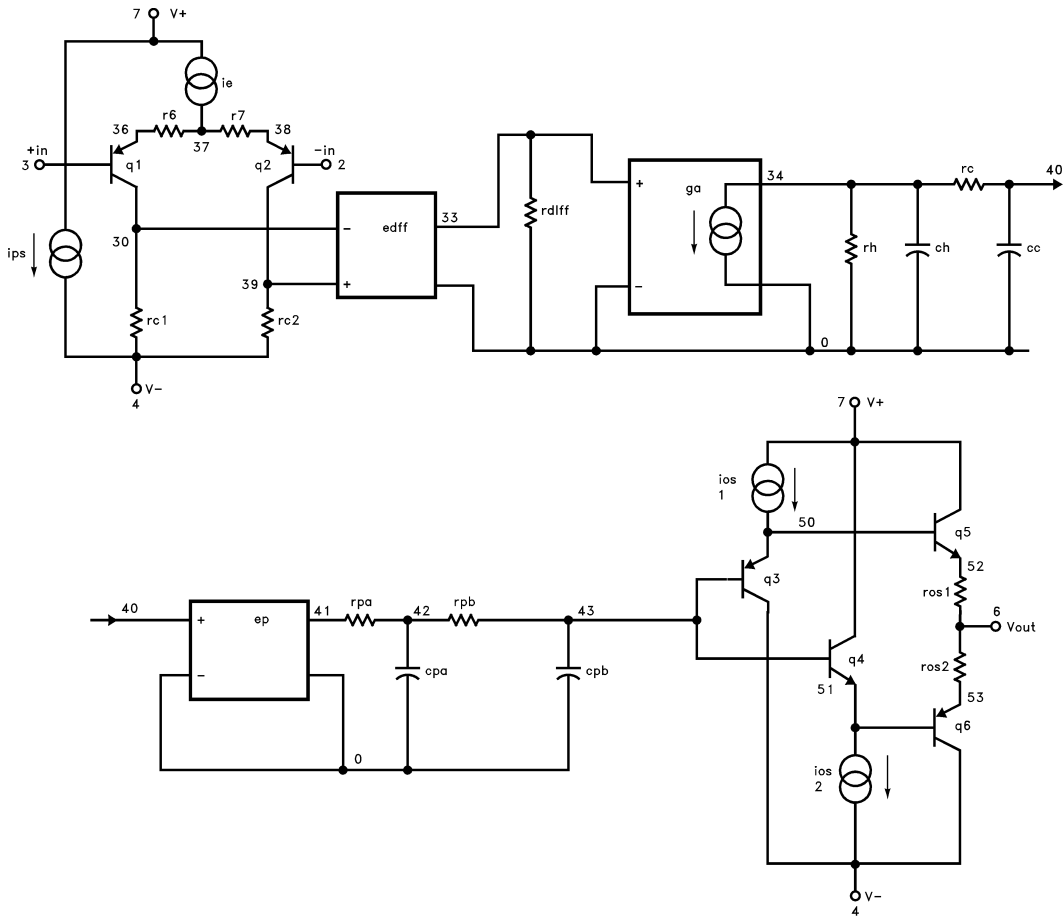 7 V+
ie
r6 r7
36 38
37
+in -in
3 q1 q2 2
33
34 rc 40
ga
+
rdlff
- edff
30
ips
rh ch cc
39 +
-
rc1 rc2
0
V-
4
7 V+
ios
1
50
q5
q3
52
ros1
40 41 rpa 42 rpb 43
+ ep
6
Vout
q4
ros2
- cpa cpb
51
53
q6
0
ios
2
V-
4